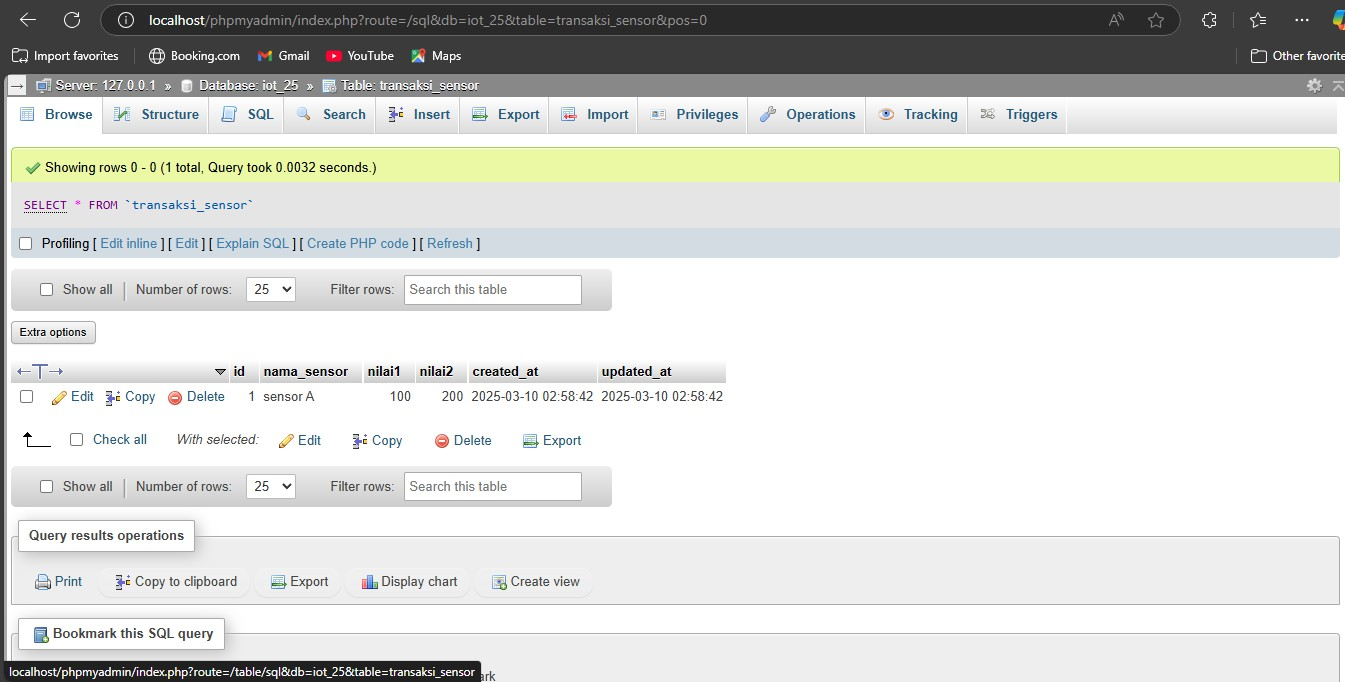 localhost/phpmyadmin/index.php?route=/sql&db=iot_25&table=transaksi_sensor&pos=0
Import favorites Booking.com Gmail YouTube Maps Other favorite
Server: 127.0.0.1 » Database: iot_25 » Table: transaksi_sensor
Browse Structure SQL Search Insert Export Import Privileges Operations Tracking Triggers
Showing rows 0 - 0 (1 total, Query took 0.0032 seconds.)
SELECT * FROM `transaksi_sensor`
Profiling [ Edit inline ] [ Edit ] [ Explain SQL ] [ Create PHP code ] [ Refresh ]
Show all | Number of rows: 25 Filter rows: Search this table
Extra options
←T→ id nama_sensor nilai1 nilai2 created_at updated_at
Edit Copy Delete 1 sensor A 100 200 2025-03-10 02:58:42 2025-03-10 02:58:42
Check all With selected: Edit Copy Delete Export
Show all | Number of rows: 25 Filter rows: Search this table
Query results operations
Print Copy to clipboard Export Display chart Create view
Bookmark this SQL query
localhost/phpmyadmin/index.php?route=/table/sql&db=iot_25&table=transaksi_sensor